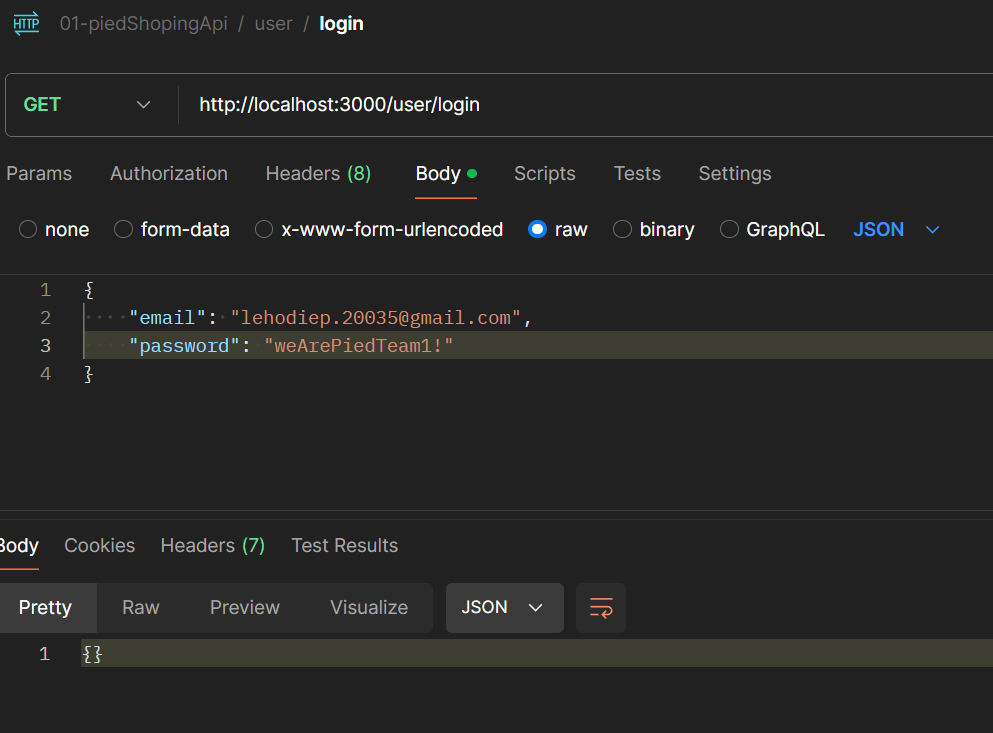 HTTP 01-piedShopingApi / user / login
GET http://localhost:3000/user/login
Params Authorization Headers (8) Body Scripts Tests Settings
none form-data x-www-form-urlencoded raw binary GraphQL JSON
1 {
2 "email": "lehodiep.20035@gmail.com",
3 "password": "weArePiedTeam1!"
4 }
Body Cookies Headers (7) Test Results
Pretty Raw Preview Visualize JSON
1 {}